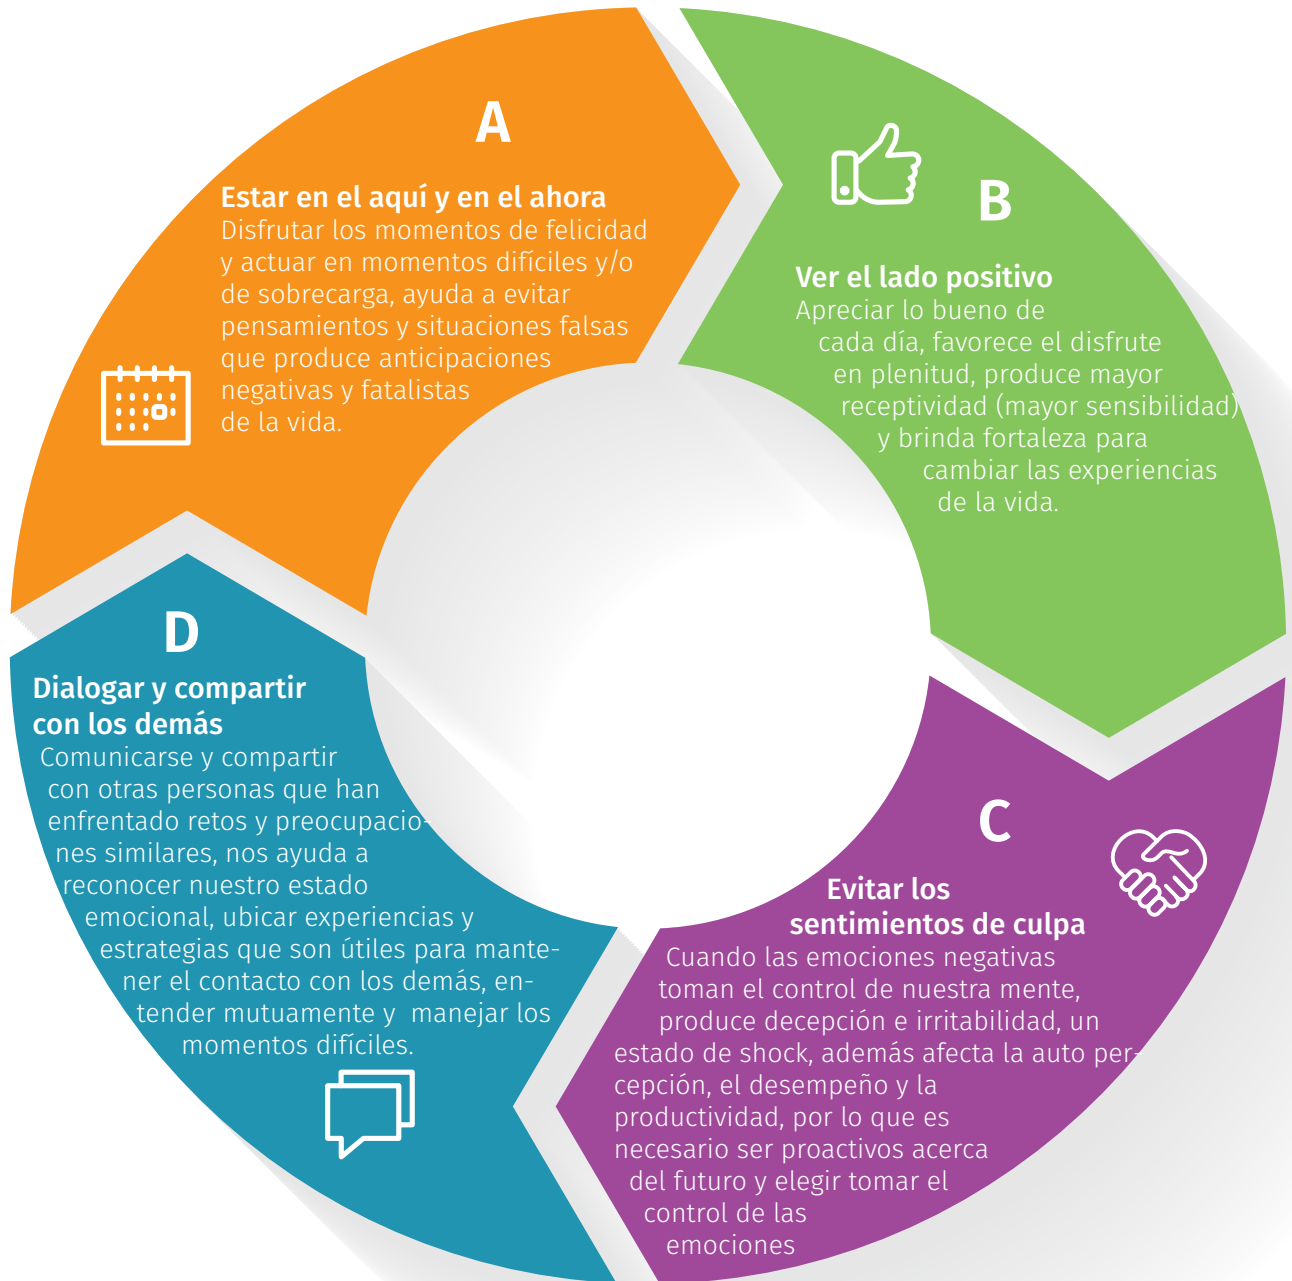 A
Estar en el aquí y en el ahora
Disfrutar los momentos de felicidad
y actuar en momentos difíciles y/o
de sobrecarga, ayuda a evitar
pensamientos y situaciones falsas
que produce anticipaciones
negativas y fatalistas
de la vida.
B
Ver el lado positivo
Apreciar lo bueno de
cada día, favorece el disfrute
en plenitud, produce mayor
receptividad (mayor sensibilidad)
y brinda fortaleza para
cambiar las experiencias
de la vida.
C
Evitar los
sentimientos de culpa
Cuando las emociones negativas
toman el control de nuestra mente,
produce decepción e irritabilidad, un
estado de shock, además afecta la auto per-
cepción, el desempeño y la
productividad, por lo que es
necesario ser proactivos acerca
del futuro y elegir tomar el
control de las
emociones
D
Dialogar y compartir
con los demás
Comunicarse y compartir
con otras personas que han
enfrentado retos y preocupacio-
nes similares, nos ayuda a
reconocer nuestro estado
emocional, ubicar experiencias y
estrategias que son útiles para mante-
ner el contacto con los demás, en-
tender mutuamente y  manejar los
momentos difíciles.